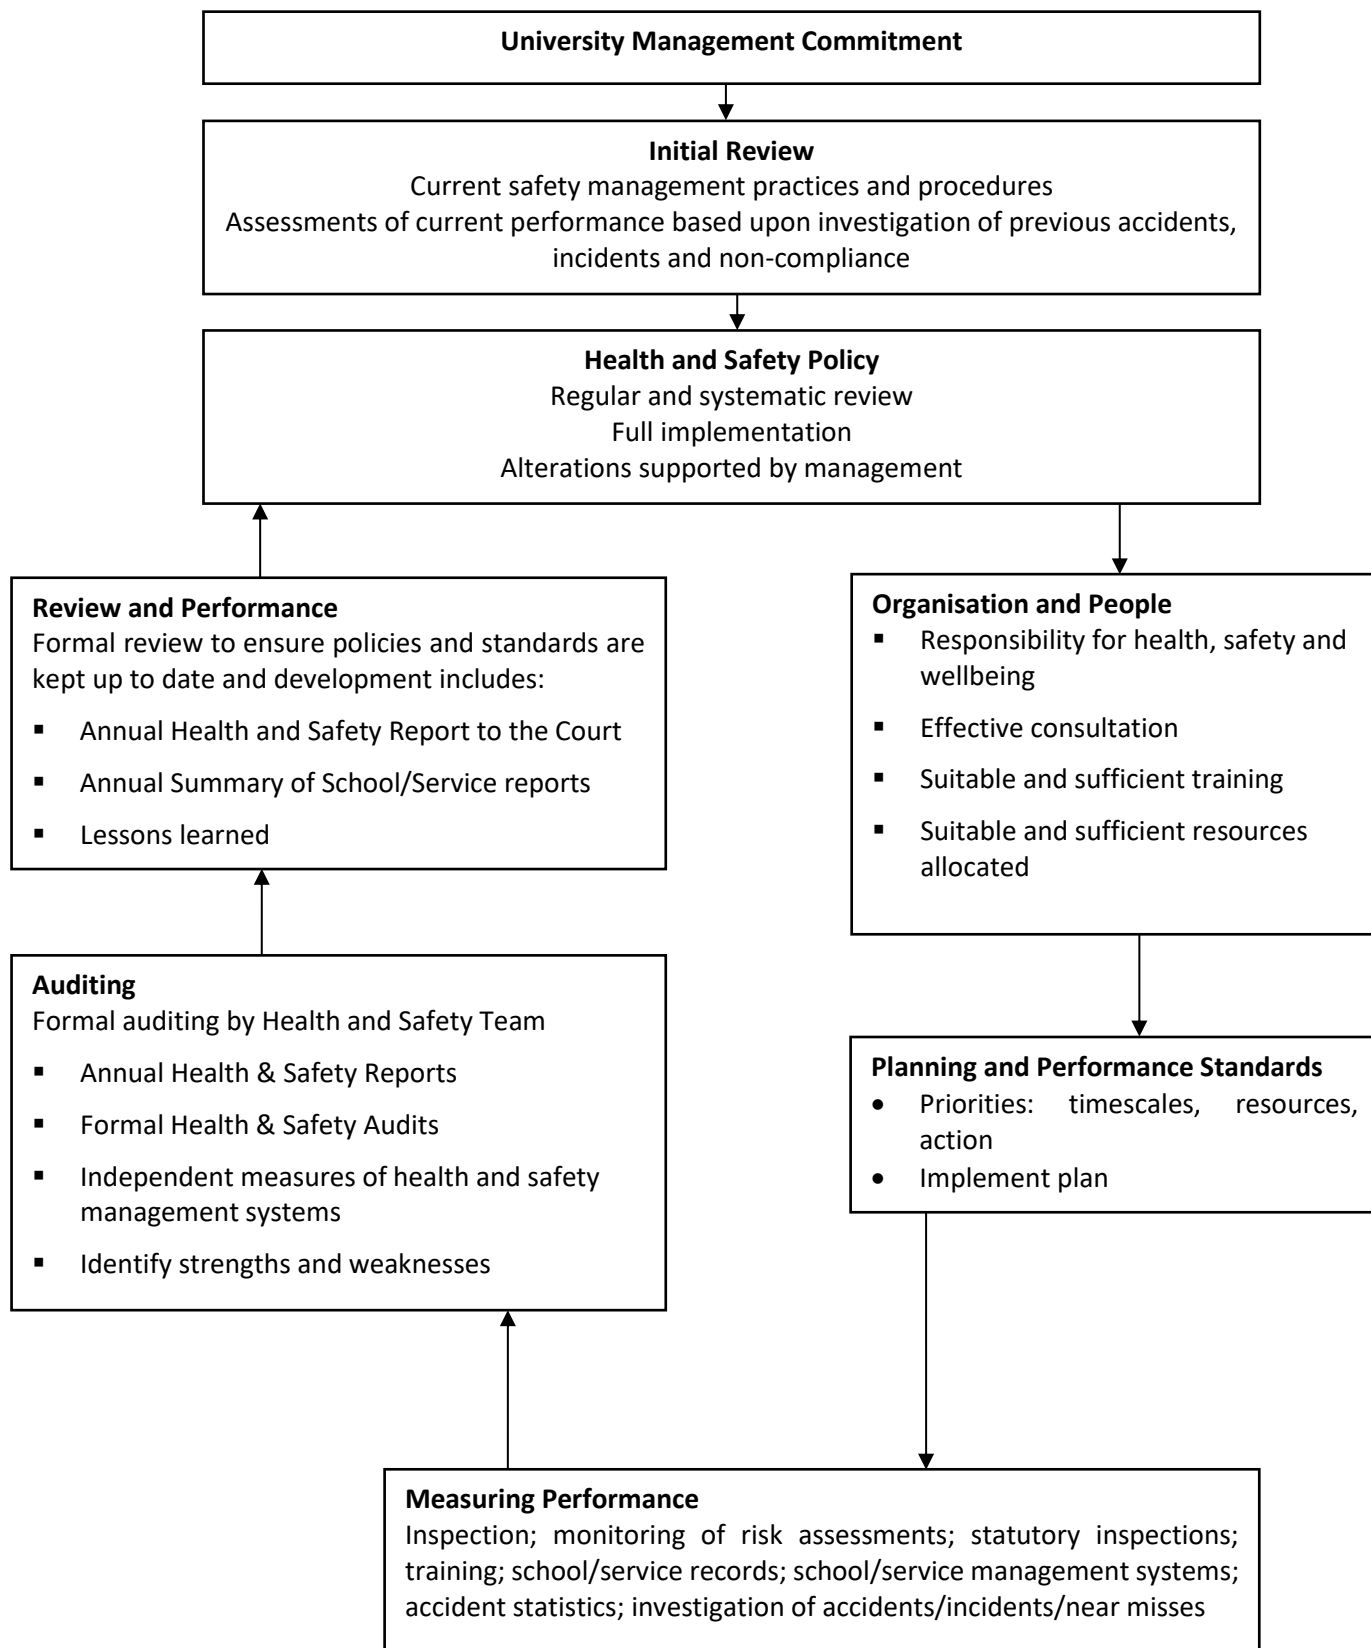 University Management Commitment
Initial Review
Current safety management practices and procedures
Assessments of current performance based upon investigation of previous accidents,
incidents and non-compliance
Health and Safety Policy
Regular and systematic review
Full implementation
Alterations supported by management
Review and Performance
Formal review to ensure policies and standards are
kept up to date and development includes:
▪ Annual Health and Safety Report to the Court
▪ Annual Summary of School/Service reports
▪ Lessons learned
Organisation and People
▪ Responsibility for health, safety and
wellbeing
▪ Effective consultation
▪ Suitable and sufficient training
▪ Suitable and sufficient resources
allocated
Auditing
Formal auditing by Health and Safety Team
▪ Annual Health & Safety Reports
▪ Formal Health & Safety Audits
▪ Independent measures of health and safety
management systems
▪ Identify strengths and weaknesses
Planning and Performance Standards
• Priorities: timescales, resources,
action
• Implement plan
Measuring Performance
Inspection; monitoring of risk assessments; statutory inspections;
training; school/service records; school/service management systems;
accident statistics; investigation of accidents/incidents/near misses